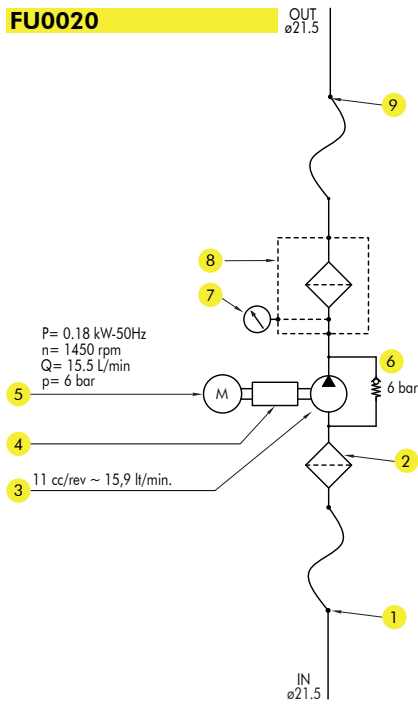 FU0020
OUT
ø21.5
9
8
7
P= 0.18 kW-50Hz
n= 1450 rpm
Q= 15.5 L/min
p= 6 bar
6
6 bar
5
M
4
2
3
11 cc/rev ~ 15,9 lt/min.
1
IN
ø21.5